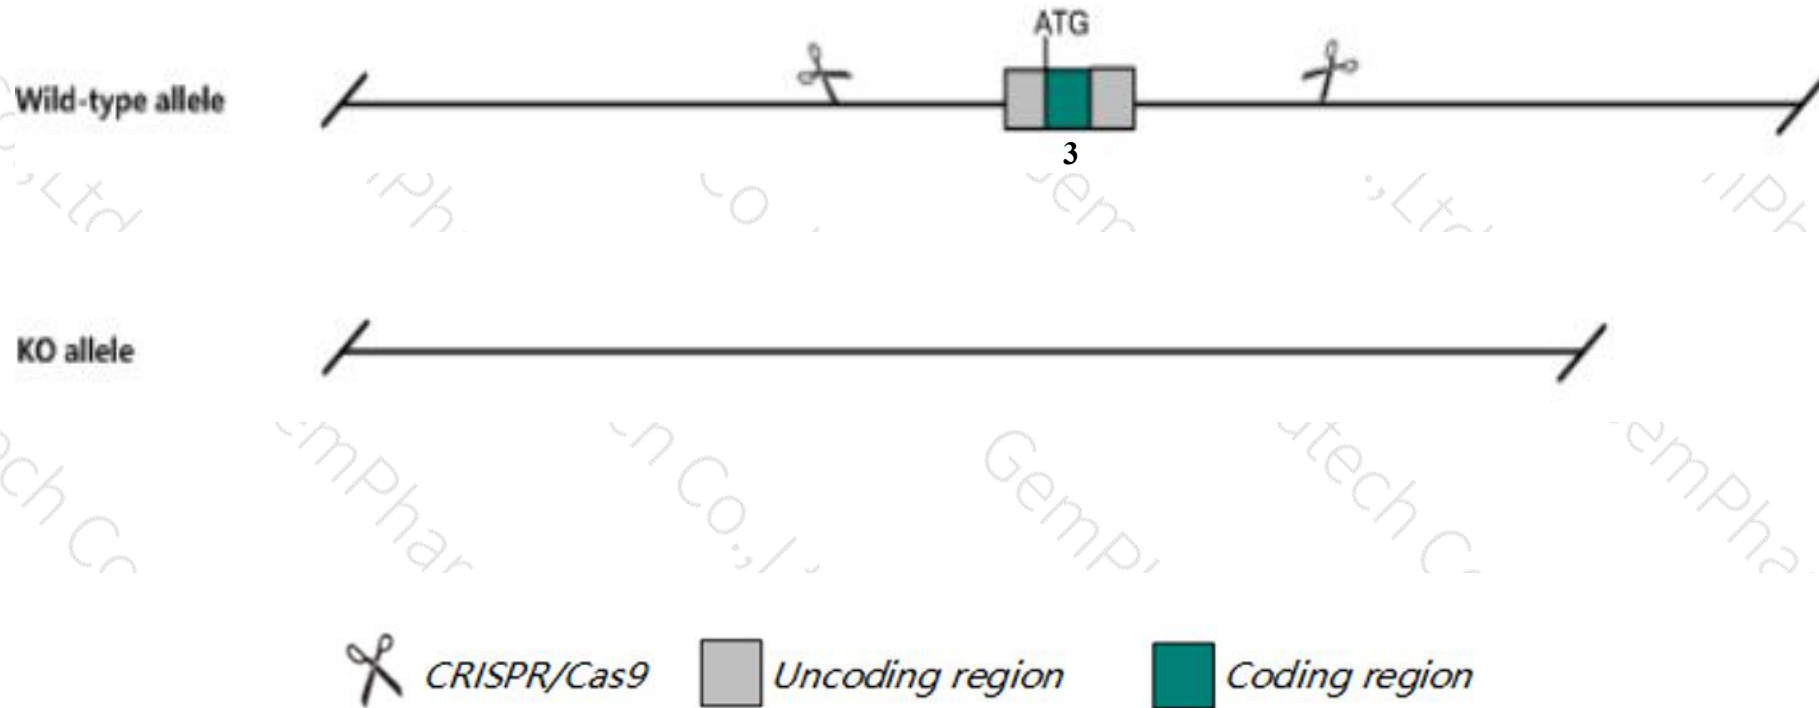 ATG
Wild-type allele
3
KO allele
CRISPR/Cas9
Uncoding region
Coding region